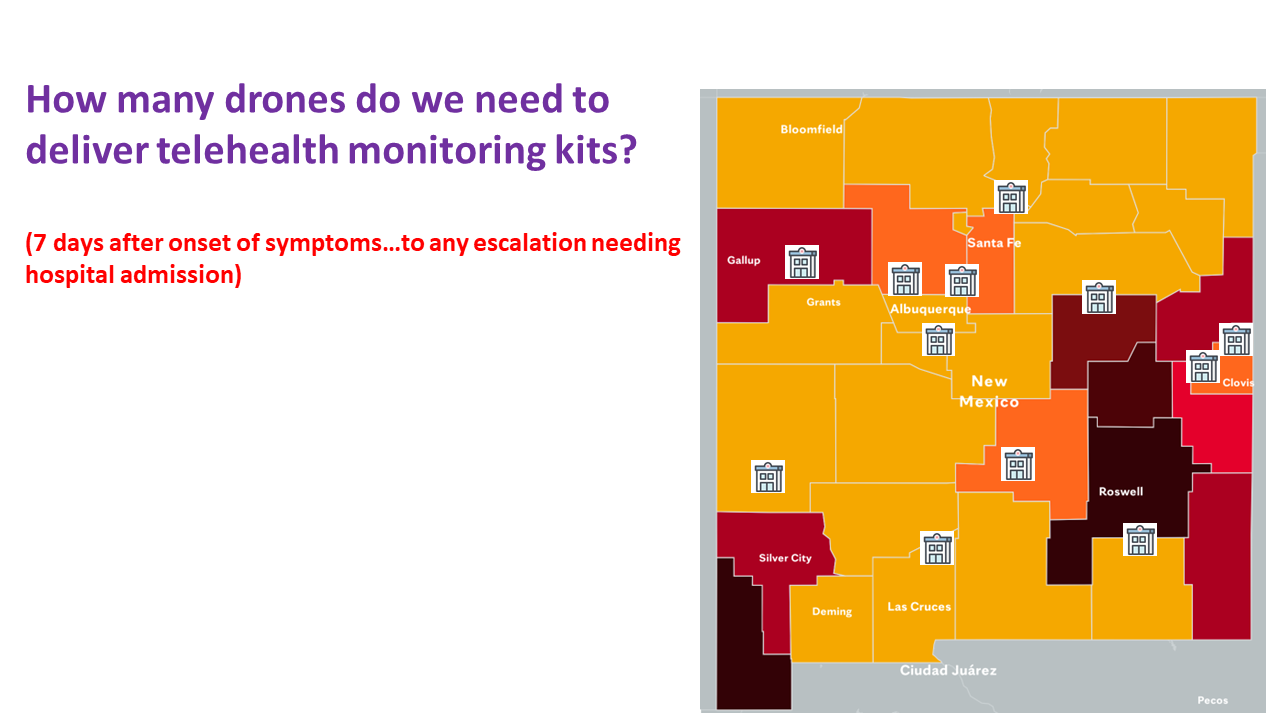 How many drones do we need to
deliver telehealth monitoring kits?
(7 days after onset of symptoms…to any escalation needing
hospital admission)
Bloomfield
Santa Fe
Gallup
Grants
Albuquerque
Clovis
New
Mexico
Roswell
Silver City
Deming
Las Cruces
Ciudad Juárez
Pecos